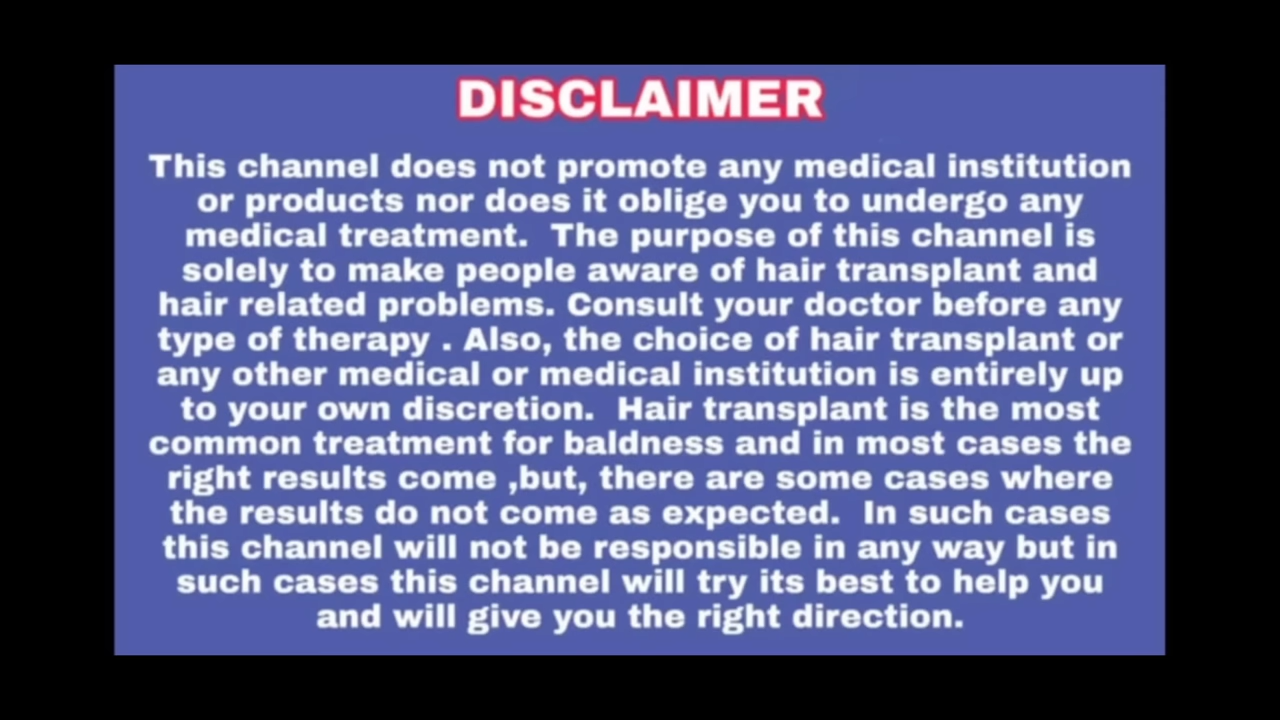 DISCLAIMER
This channel does not promote any medical institution
or products nor does it oblige you to undergo any
medical treatment.  The purpose of this channel is
solely to make people aware of hair transplant and
hair related problems. Consult your doctor before any
type of therapy . Also, the choice of hair transplant or
any other medical or medical institution is entirely up
to your own discretion.  Hair transplant is the most
common treatment for baldness and in most cases the
right results come ,but, there are some cases where
the results do not come as expected.  In such cases
this channel will not be responsible in any way but in
such cases this channel will try its best to help you
and will give you the right direction.